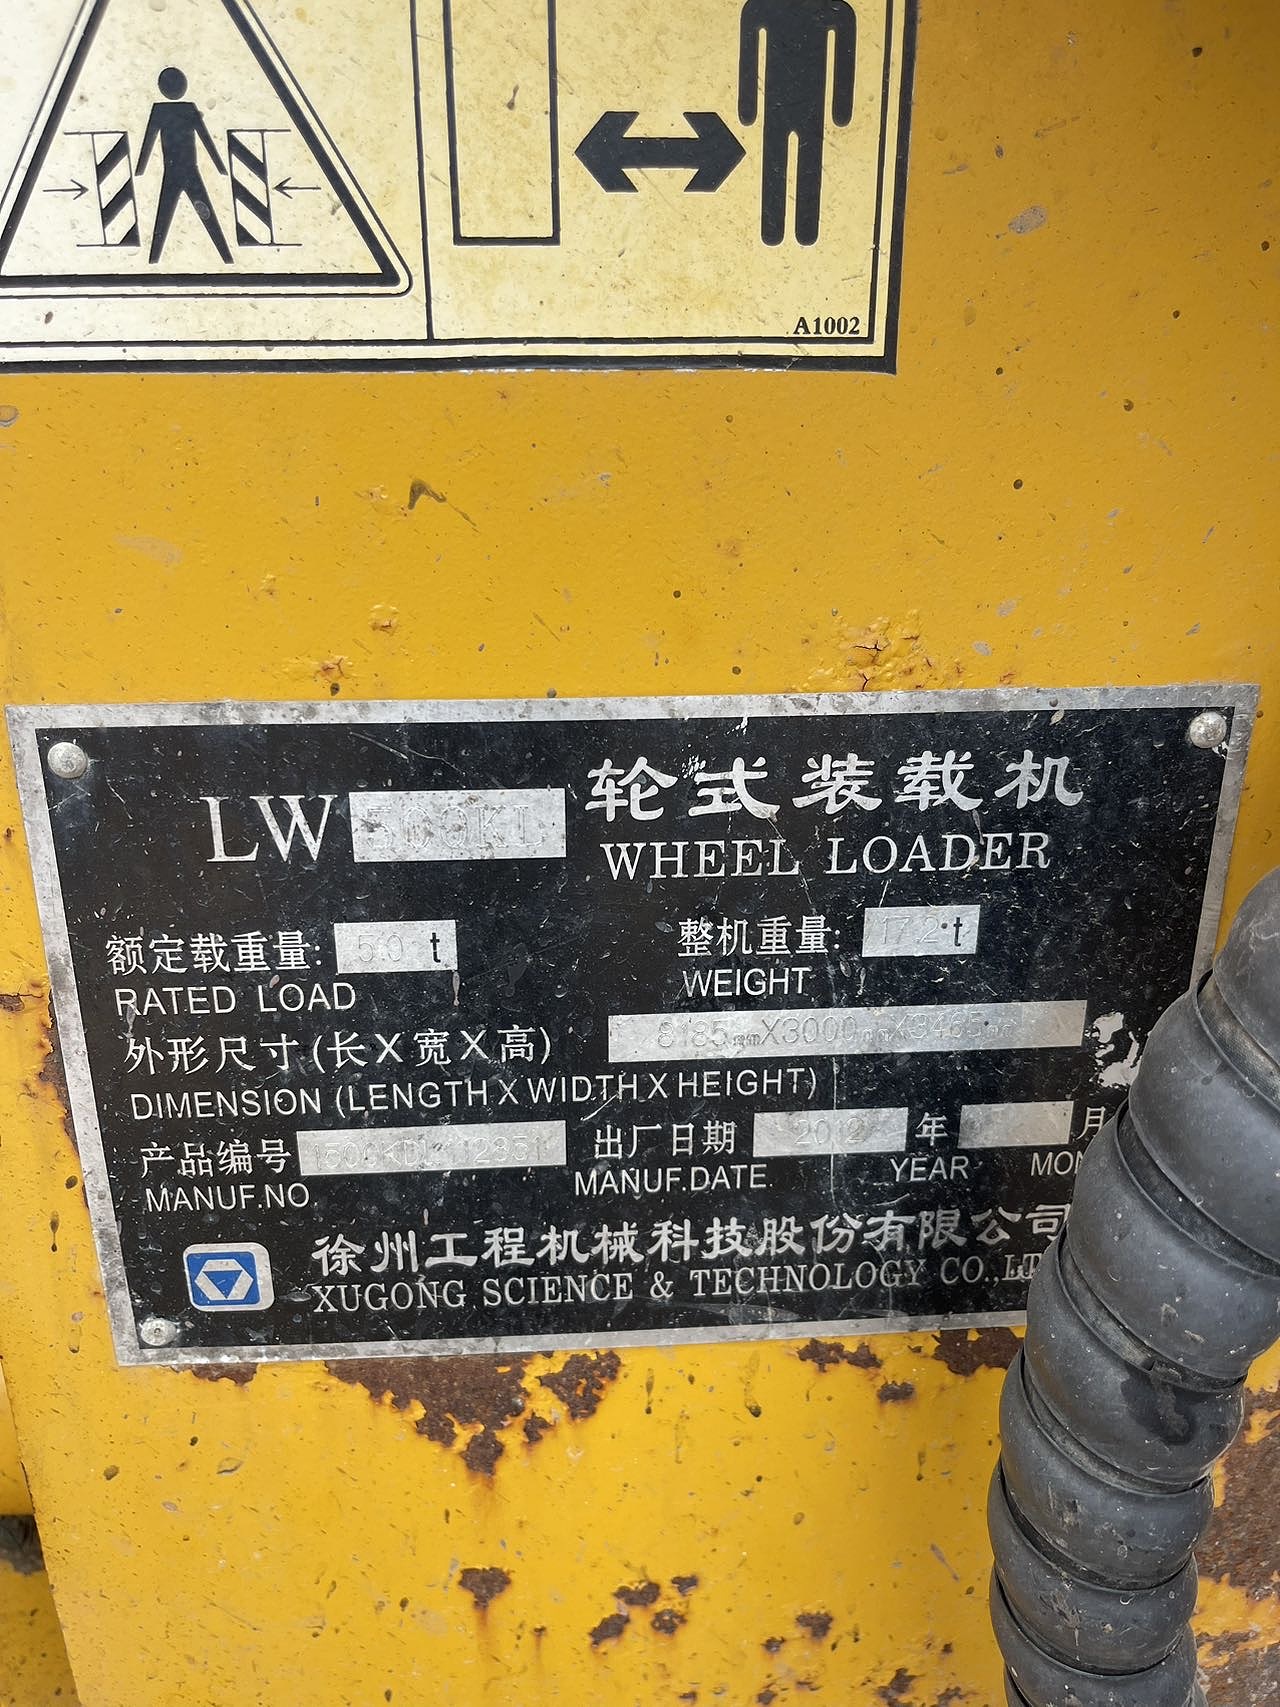 A1002
LW 500KL 轮式装载机
WHEEL LOADER
额定载重量: 5.0 t 整机重量: 17.2 t
RATED LOAD WEIGHT
外形尺寸(长X宽X高) 8185mmX3000mmX3465mm
DIMENSION (LENGTH X WIDTH X HEIGHT)
产品编号 出厂日期 2012 年 月
MANUF.NO MANUF.DATE YEAR MON
徐州工程机械科技股份有限公司
XUGONG SCIENCE & TECHNOLOGY CO.,LT